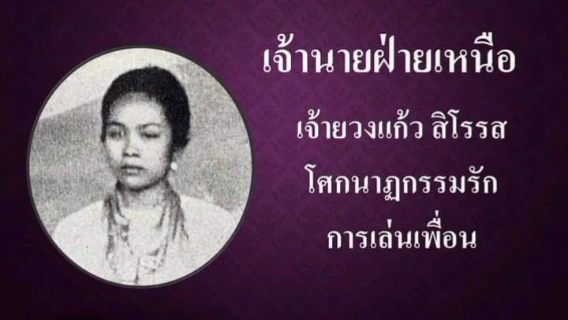 เจ้านายฝ่ายเหนือ
เจ้ายวงแก้ว สิโรรส
โศกนาฏกรรมรัก
การเล่นเพื่อน